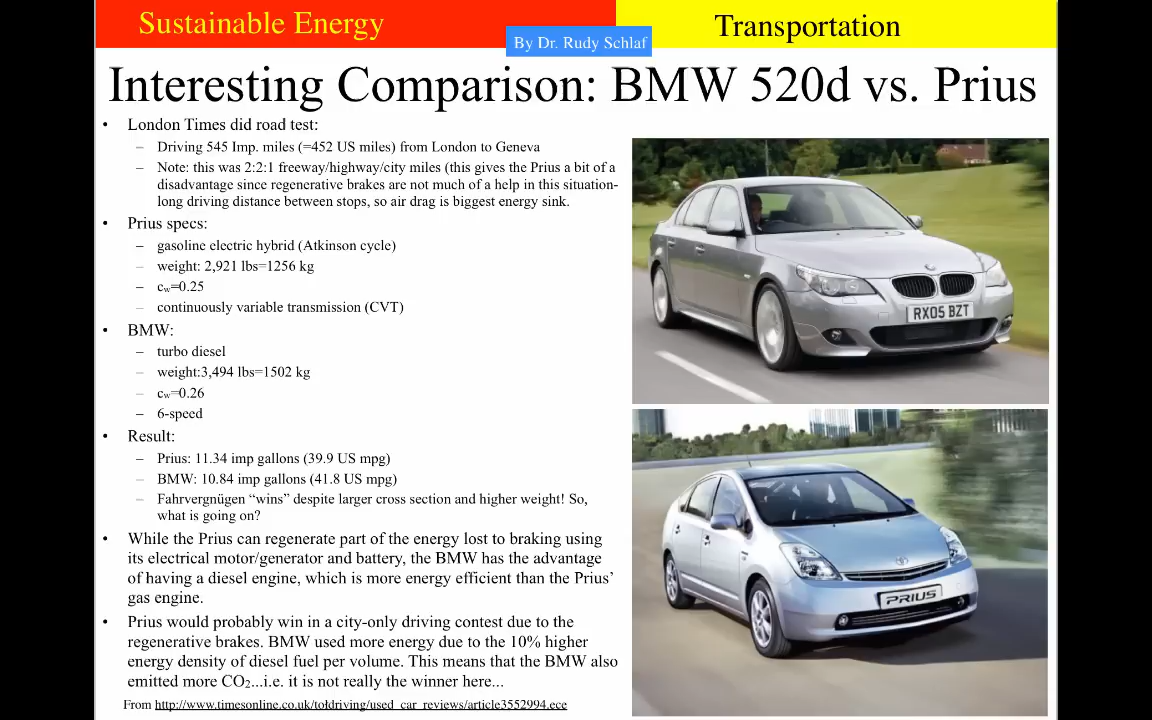 Sustainable Energy
Transportation
By Dr. Rudy Schlaf
Interesting Comparison: BMW 520d vs. Prius
• London Times did road test:
– Driving 545 Imp. miles (=452 US miles) from London to Geneva
– Note: this was 2:2:1 freeway/highway/city miles (this gives the Prius a bit of a
disadvantage since regenerative brakes are not much of a help in this situation-
long driving distance between stops, so air drag is biggest energy sink.
• Prius specs:
– gasoline electric hybrid (Atkinson cycle)
– weight: 2,921 lbs=1256 kg
– cw=0.25
– continuously variable transmission (CVT)
• BMW:
– turbo diesel
– weight:3,494 lbs=1502 kg
– cw=0.26
– 6-speed
• Result:
– Prius: 11.34 imp gallons (39.9 US mpg)
– BMW: 10.84 imp gallons (41.8 US mpg)
– Fahrvergnügen “wins” despite larger cross section and higher weight! So,
what is going on?
• While the Prius can regenerate part of the energy lost to braking using
its electrical motor/generator and battery, the BMW has the advantage
of having a diesel engine, which is more energy efficient than the Prius’
gas engine.
• Prius would probably win in a city-only driving contest due to the
regenerative brakes. BMW used more energy due to the 10% higher
energy density of diesel fuel per volume. This means that the BMW also
emitted more CO2...i.e. it is not really the winner here...
From http://www.timesonline.co.uk/tol/driving/used_car_reviews/article3552994.ece
RX05 BZT
PRIUS